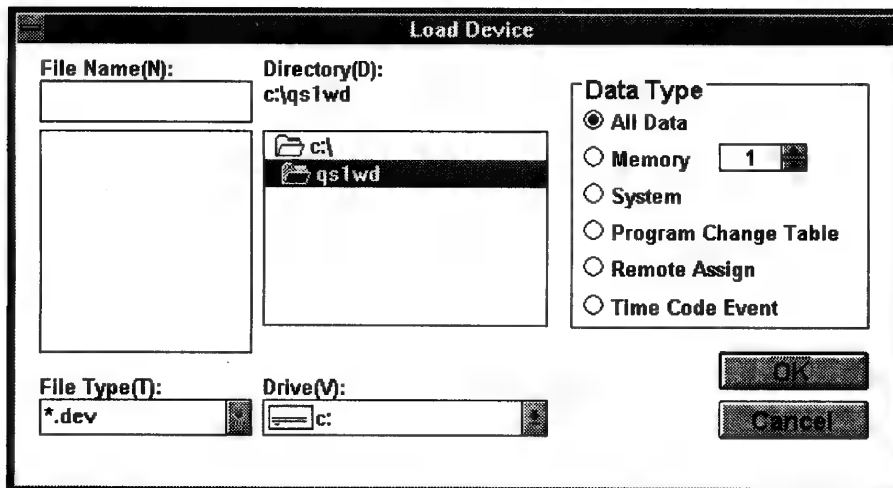 Load Device
File Name(N):
Directory(D):
c:\qs1wd
c:\
qs1wd
File Type(T):
*.dev
Drive(V):
c:
Data Type
All Data
Memory 1
System
Program Change Table
Remote Assign
Time Code Event
OK
Cancel